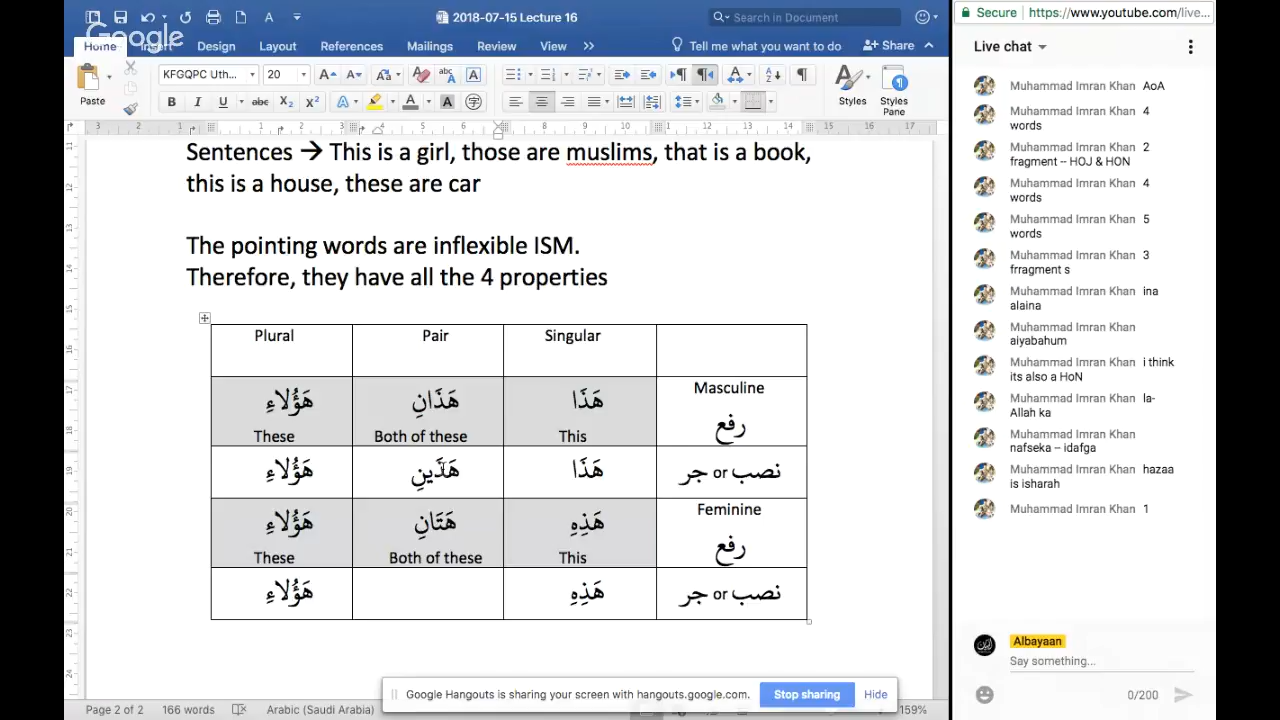 2018-07-15 Lecture 16
Search in Document
Google
Home Insert Design Layout References Mailings Review View
Tell me what you want to do
Share
Paste
KFGQPC Uth...
20
Styles
Styles Pane
Sentences → This is a girl, those are muslims, that is a book,
this is a house, these are car
The pointing words are inflexible ISM.
Therefore, they have all the 4 properties
Plural Pair Singular
هَؤُلاءِ هَذَانِ هَذَا Masculine رفع
These Both of these This
هَؤُلاءِ هَذَينِ هَذَا نصب or جر
هَؤُلاءِ هَتَانِ هَذِهِ Feminine رفع
These Both of these This
هَؤُلاءِ هَذِهِ نصب or جر
Google Hangouts is sharing your screen with hangouts.google.com.
Stop sharing
Hide
Page 2 of 2
166 words
Arabic (Saudi Arabia)
159%
Secure
https://www.youtube.com/live...
Live chat
Muhammad Imran Khan AoA
Muhammad Imran Khan 4
words
Muhammad Imran Khan 2
fragment -- HOJ & HON
Muhammad Imran Khan 4
words
Muhammad Imran Khan 5
words
Muhammad Imran Khan 3
frragment s
Muhammad Imran Khan ina
alaina
Muhammad Imran Khan
aiyabahum
Muhammad Imran Khan i think
its also a HoN
Muhammad Imran Khan la-
Allah ka
Muhammad Imran Khan
nafseka -- idafga
Muhammad Imran Khan hazaa
is isharah
Muhammad Imran Khan 1
Albayaan
Say something...
0/200